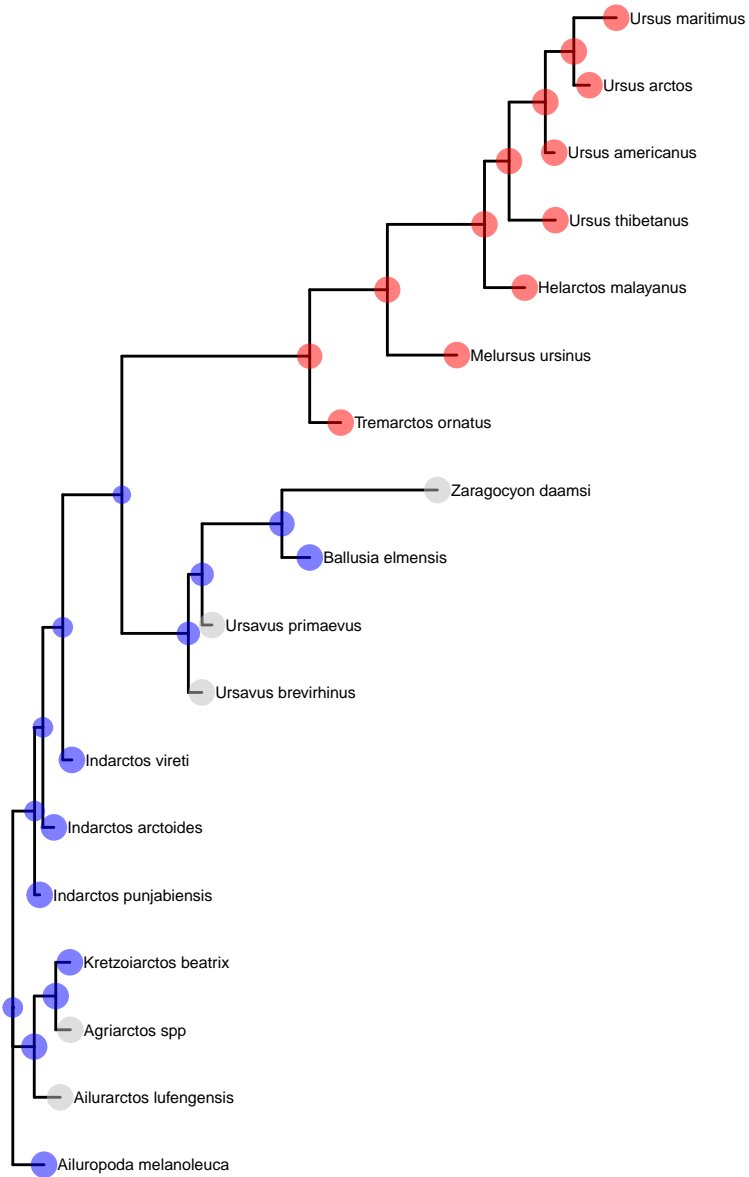 Ursus maritimus
Ursus arctos
Ursus americanus
Ursus thibetanus
Helarctos malayanus
Melursus ursinus
Tremarctos ornatus
Zaragocyon daamsi
Ballusia elmensis
Ursavus primaevus
Ursavus brevirhinus
Indarctos vireti
Indarctos arctoides
Indarctos punjabiensis
Kretzoiarctos beatrix
Agriarctos spp
Ailurarctos lufengensis
Ailuropoda melanoleuca